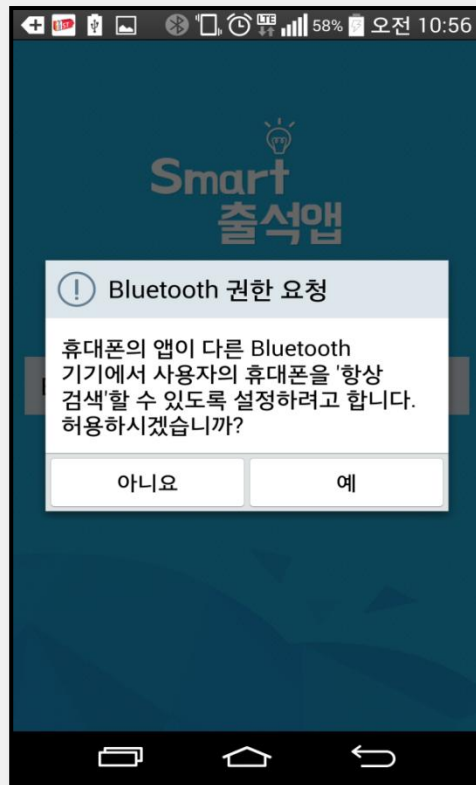 LTE 58% 오전 10:56
Smart
출석앱
Bluetooth 권한 요청
휴대폰의 앱이 다른 Bluetooth
기기에서 사용자의 휴대폰을 '항상
검색'할 수 있도록 설정하려고 합니다.
허용하시겠습니까?
아니요 예